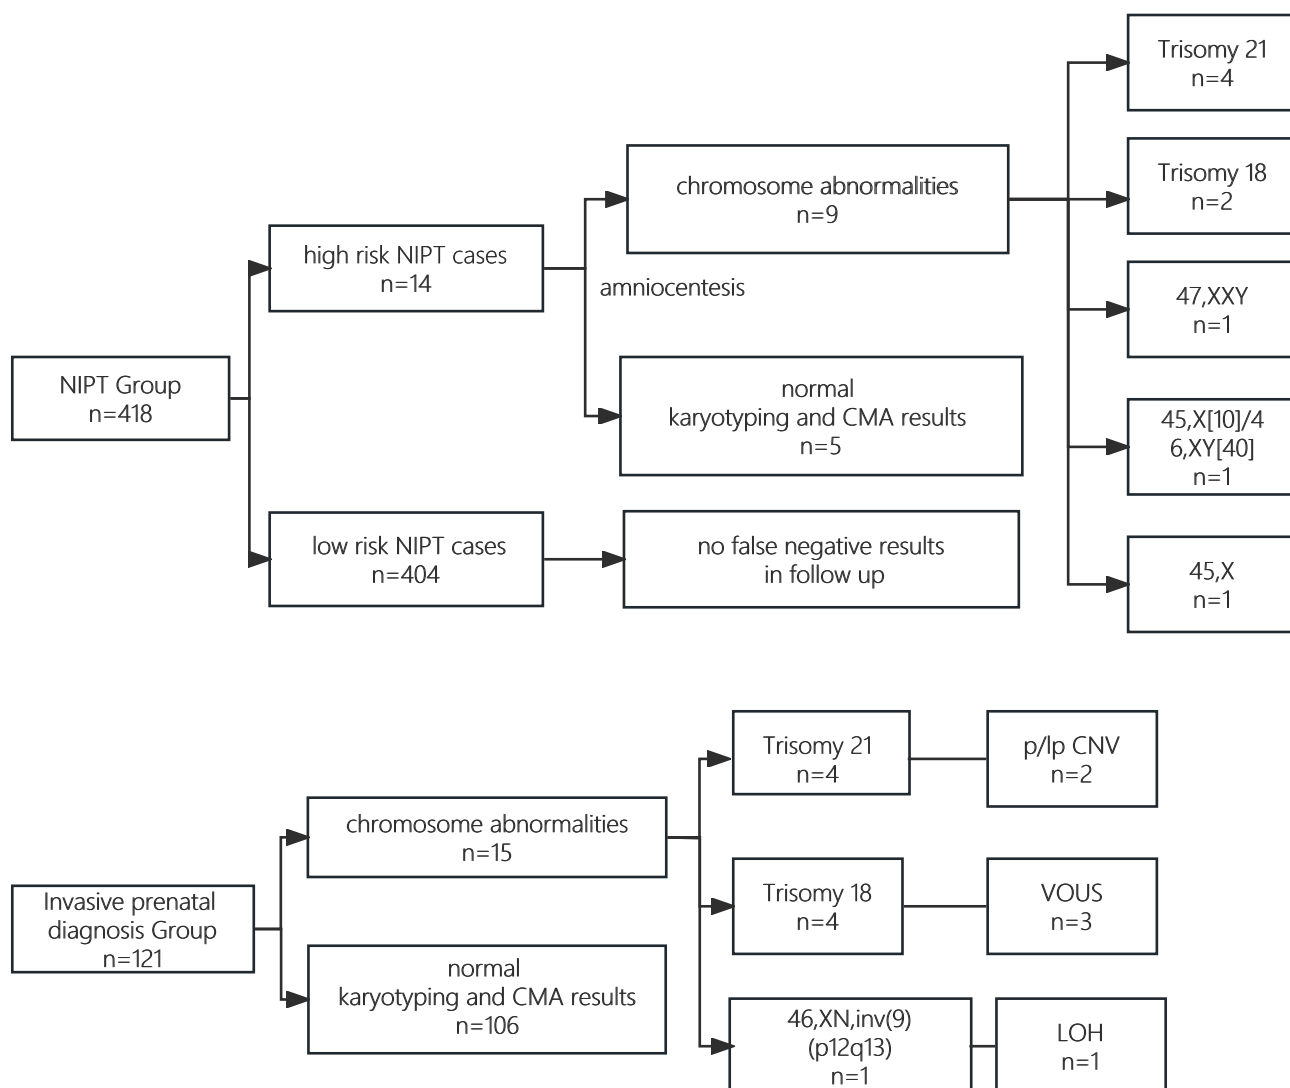 NIPT Group
n=418
high risk NIPT cases
n=14
low risk NIPT cases
n=404
amniocentesis
chromosome abnormalities
n=9
normal
karyotyping and CMA results
n=5
no false negative results
in follow up
Trisomy 21
n=4
Trisomy 18
n=2
47,XXY
n=1
45,X[10]/4
6,XY[40]
n=1
45,X
n=1
Invasive prenatal
diagnosis Group
n=121
chromosome abnormalities
n=15
normal
karyotyping and CMA results
n=106
Trisomy 21
n=4
p/lp CNV
n=2
Trisomy 18
n=4
VOUS
n=3
46,XN,inv(9)
(p12q13)
n=1
LOH
n=1